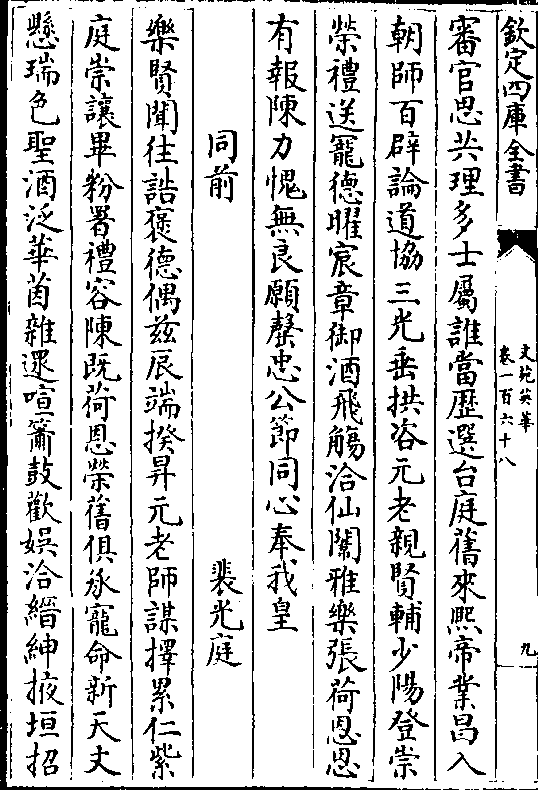 欽定四庫全書
文苑英華
卷一百六十八
九
審官思共理多士屬誰當歴選台庭舊來熙帝業昌入
朝師百辟論道協三光垂拱咨元老親賢輔少陽登崇
榮禮送寵德曜宸章御酒飛觴洽仙闈雅樂張荷恩思
有報陳力愧無良願罄忠公節同心奉我皇
同前
裴光庭
樂賢聞往誥褒德偶兹辰端揆昇元老師謀擇累仁紫
庭崇讓畢粉署禮容陳既荷恩榮舊俱承寵命新天文
懸瑞色聖酒泛華茵雜遝喧簫鼓歡娛洽縉紳掖垣招